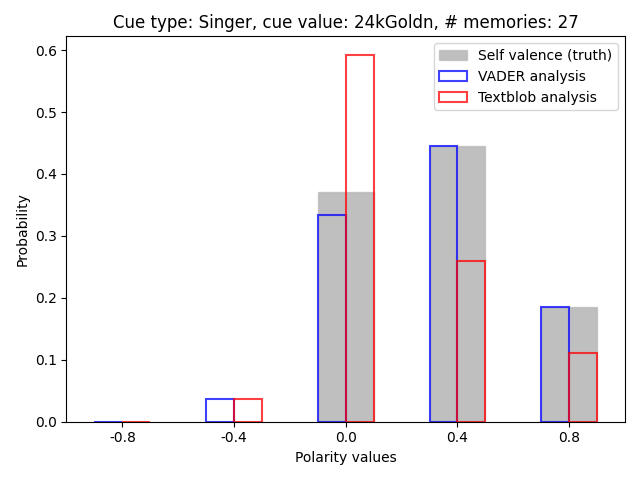 Cue type: Singer, cue value: 24kGoldn, # memories: 27
Self valence (truth)
VADER analysis
Textblob analysis
Probability
0.6
0.5
0.4
0.3
0.2
0.1
0.0
-0.8 -0.4 0.0 0.4 0.8
Polarity values